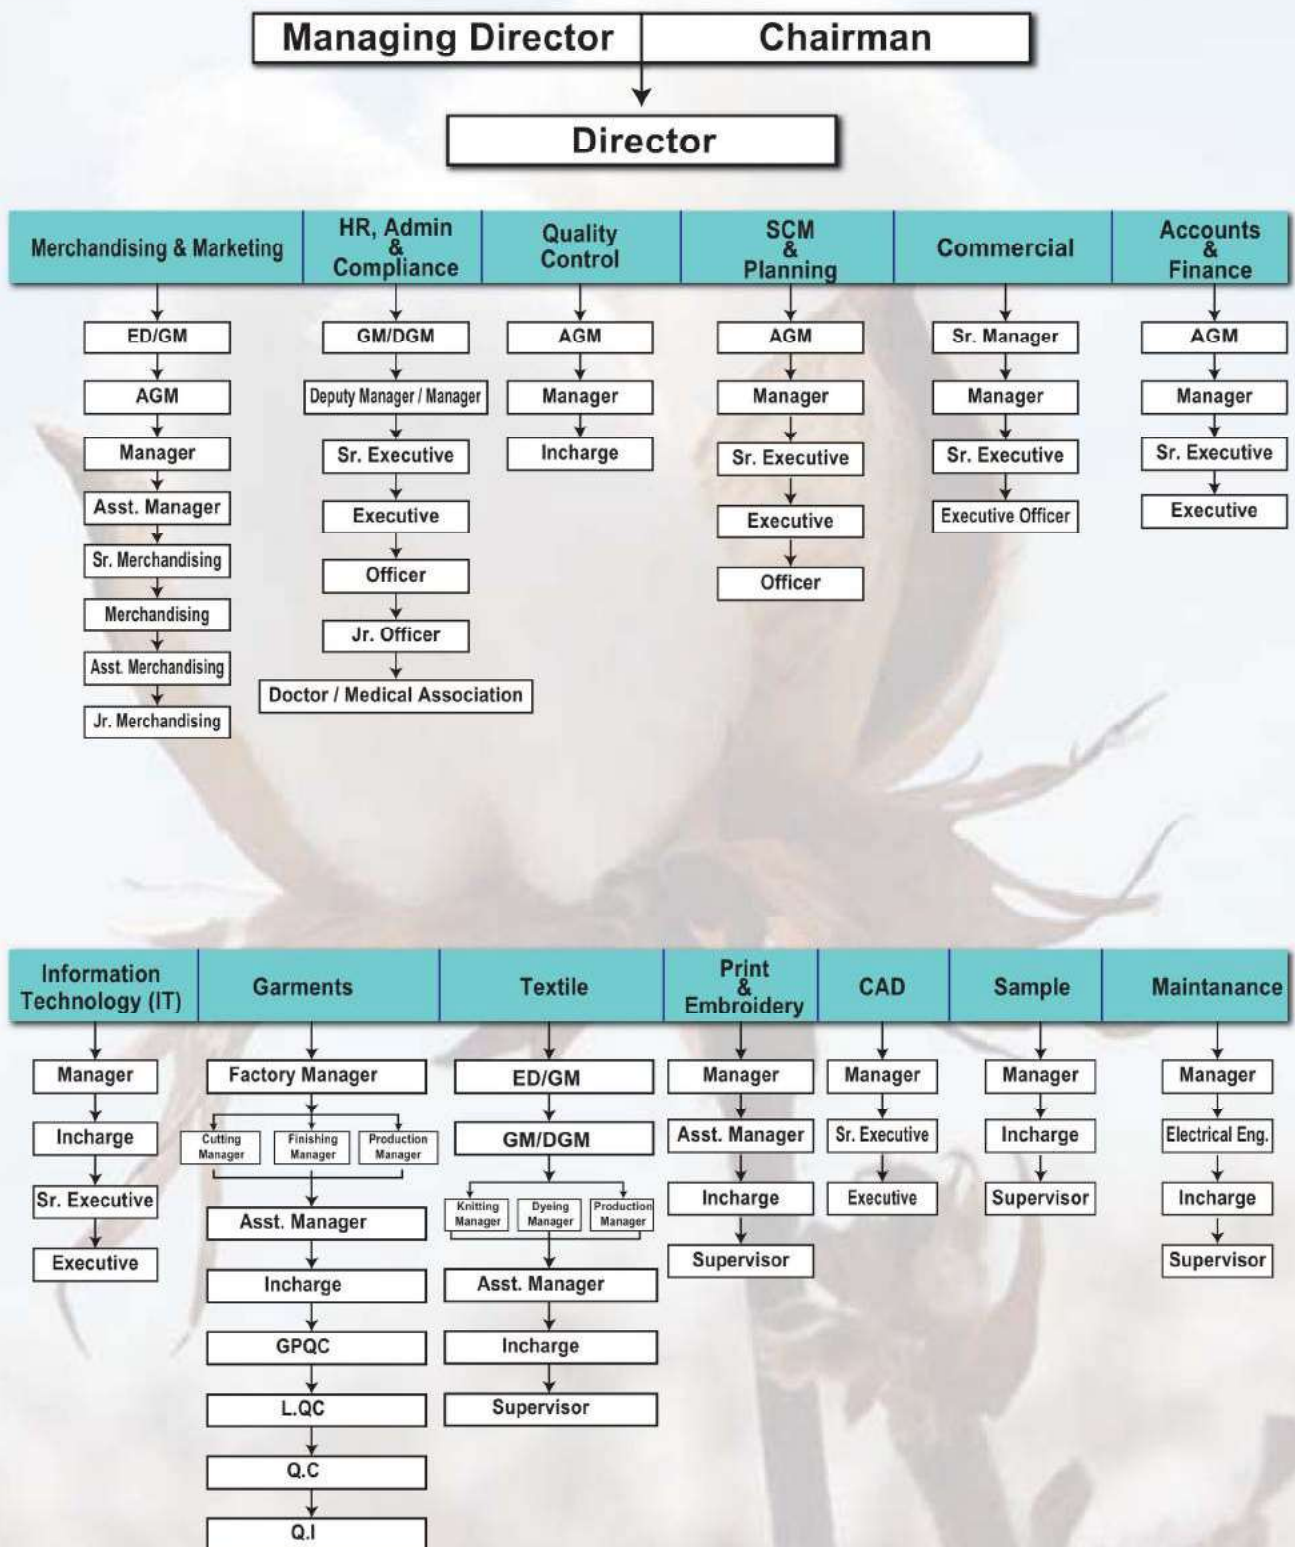 Managing Director
Chairman
Director
Merchandising & Marketing
HR, Admin
&
Compliance
Quality
Control
SCM
&
Planning
Commercial
Accounts
&
Finance
ED/GM
AGM
Manager
Asst. Manager
Sr. Merchandising
Merchandising
Asst. Merchandising
Jr. Merchandising
GM/DGM
Deputy Manager / Manager
Sr. Executive
Executive
Officer
Jr. Officer
Doctor / Medical Association
AGM
Manager
Incharge
AGM
Manager
Sr. Executive
Executive
Officer
Sr. Manager
Manager
Sr. Executive
Executive Officer
AGM
Manager
Sr. Executive
Executive
Information
Technology (IT)
Garments
Textile
Print
&
Embroidery
CAD
Sample
Maintanance
Manager
Incharge
Sr. Executive
Executive
Factory Manager
Cutting
Manager
Finishing
Manager
Production
Manager
Asst. Manager
Incharge
GPQC
L.QC
Q.C
Q.I
ED/GM
GM/DGM
Knitting
Manager
Dyeing
Manager
Production
Manager
Asst. Manager
Incharge
Supervisor
Manager
Asst. Manager
Incharge
Supervisor
Manager
Sr. Executive
Executive
Manager
Incharge
Supervisor
Manager
Electrical Eng.
Incharge
Supervisor